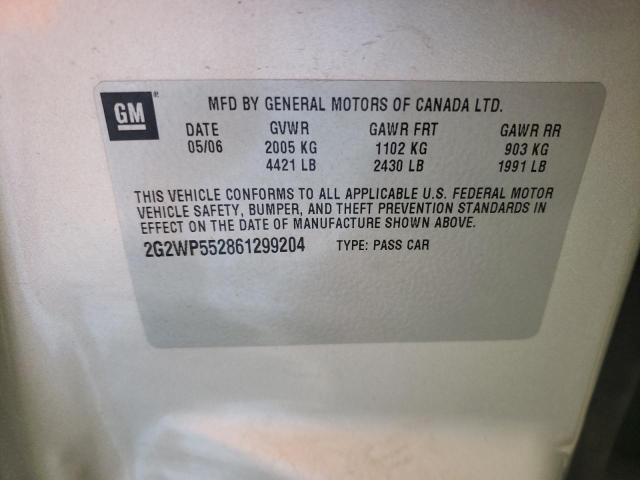 GM ®
MFD BY GENERAL MOTORS OF CANADA LTD.
DATE GVWR GAWR FRT GAWR RR
05/06 2005 KG 1102 KG 903 KG
4421 LB 2430 LB 1991 LB
THIS VEHICLE CONFORMS TO ALL APPLICABLE U.S. FEDERAL MOTOR
VEHICLE SAFETY, BUMPER, AND THEFT PREVENTION STANDARDS IN
EFFECT ON THE DATE OF MANUFACTURE SHOWN ABOVE.
2G2WP552861299204 TYPE: PASS CAR